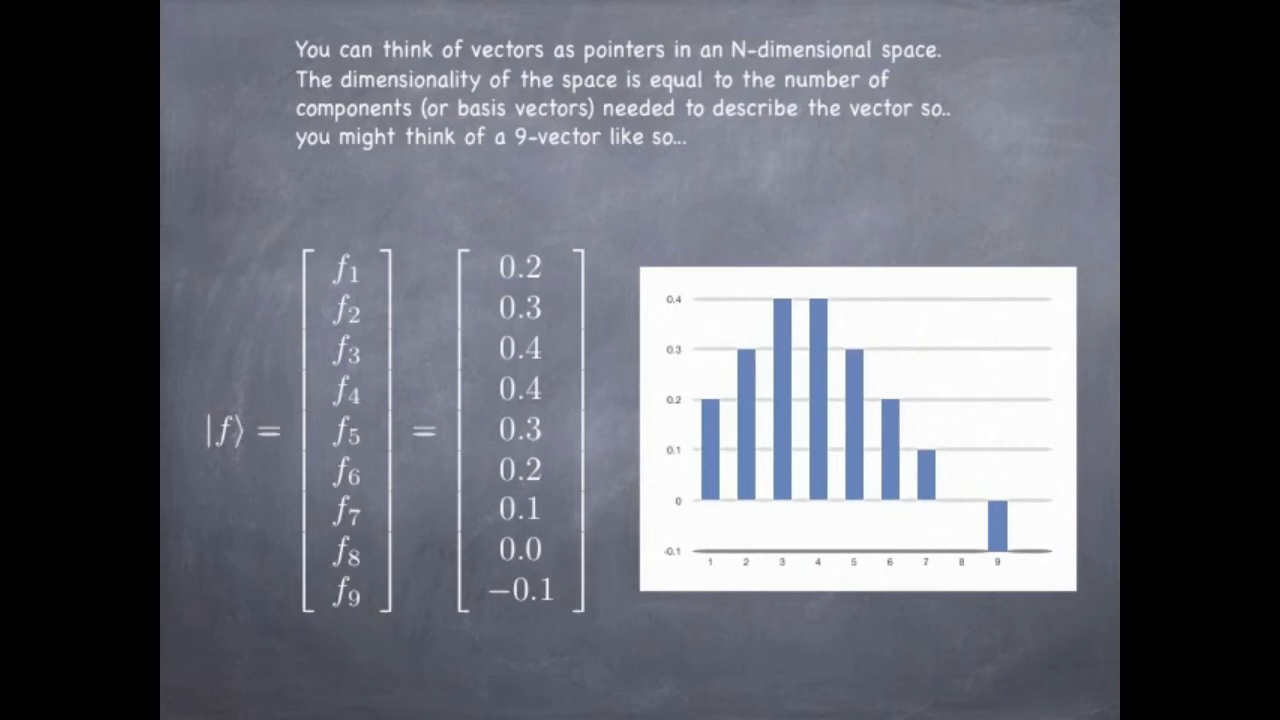 You can think of vectors as pointers in an N-dimensional space.
The dimensionality of the space is equal to the number of
components (or basis vectors) needed to describe the vector so..
you might think of a 9-vector like so...
|f⟩ = [ f₁ f₂ f₃ f₄ f₅ f₆ f₇ f₈ f₉ ] = [ 0.2 0.3 0.4 0.4 0.3 0.2 0.1 0.0 −0.1 ]
0.4
0.3
0.2
0.1
0
-0.1
1 2 3 4 5 6 7 8 9